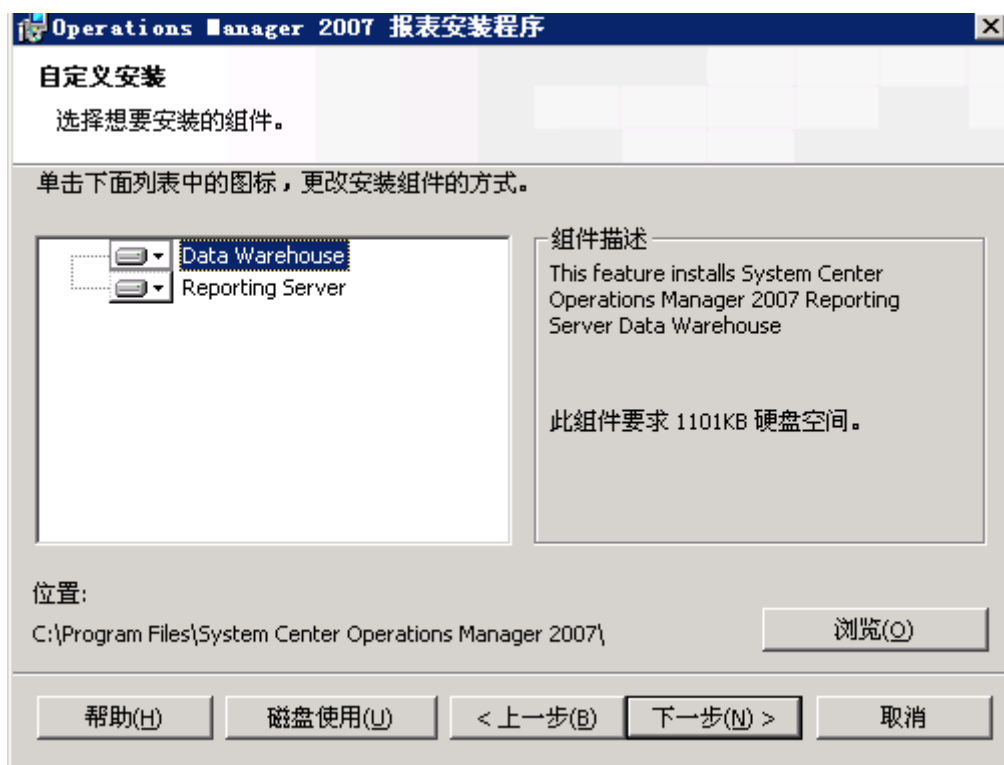 Operations Manager 2007 报表安装程序
自定义安装
选择想要安装的组件。
单击下面列表中的图标，更改安装组件的方式。
Data Warehouse
Reporting Server
组件描述
This feature installs System Center
Operations Manager 2007 Reporting
Server Data Warehouse
此组件要求 1101KB 硬盘空间。
位置:
C:\Program Files\System Center Operations Manager 2007\
浏览(O)
帮助(H)
磁盘使用(U)
< 上一步(B)
下一步(N) >
取消